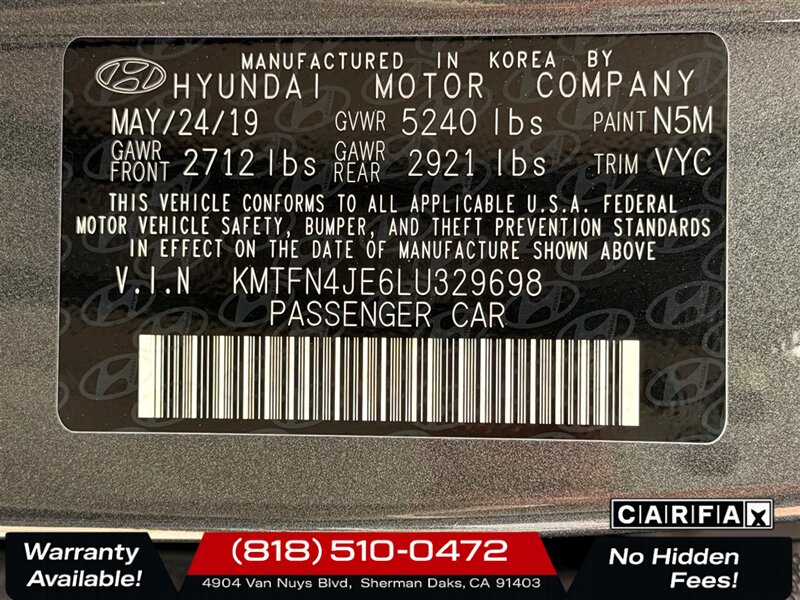 MANUFACTURED IN KOREA BY
HYUNDAI MOTOR COMPANY
MAY/24/19 GVWR 5240 lbs PAINT N5M
GAWR FRONT 2712 lbs GAWR REAR 2921 lbs TRIM VYC
THIS VEHICLE CONFORMS TO ALL APPLICABLE U.S.A. FEDERAL
MOTOR VEHICLE SAFETY, BUMPER, AND THEFT PREVENTION STANDARDS
IN EFFECT ON THE DATE OF MANUFACTURE SHOWN ABOVE
V.I.N KMTFN4JE6LU329698
PASSENGER CAR
CARFAX
Warranty
Available!
(818) 510-0472
4904 Van Nuys Blvd, Sherman Oaks, CA 91403
No Hidden
Fees!